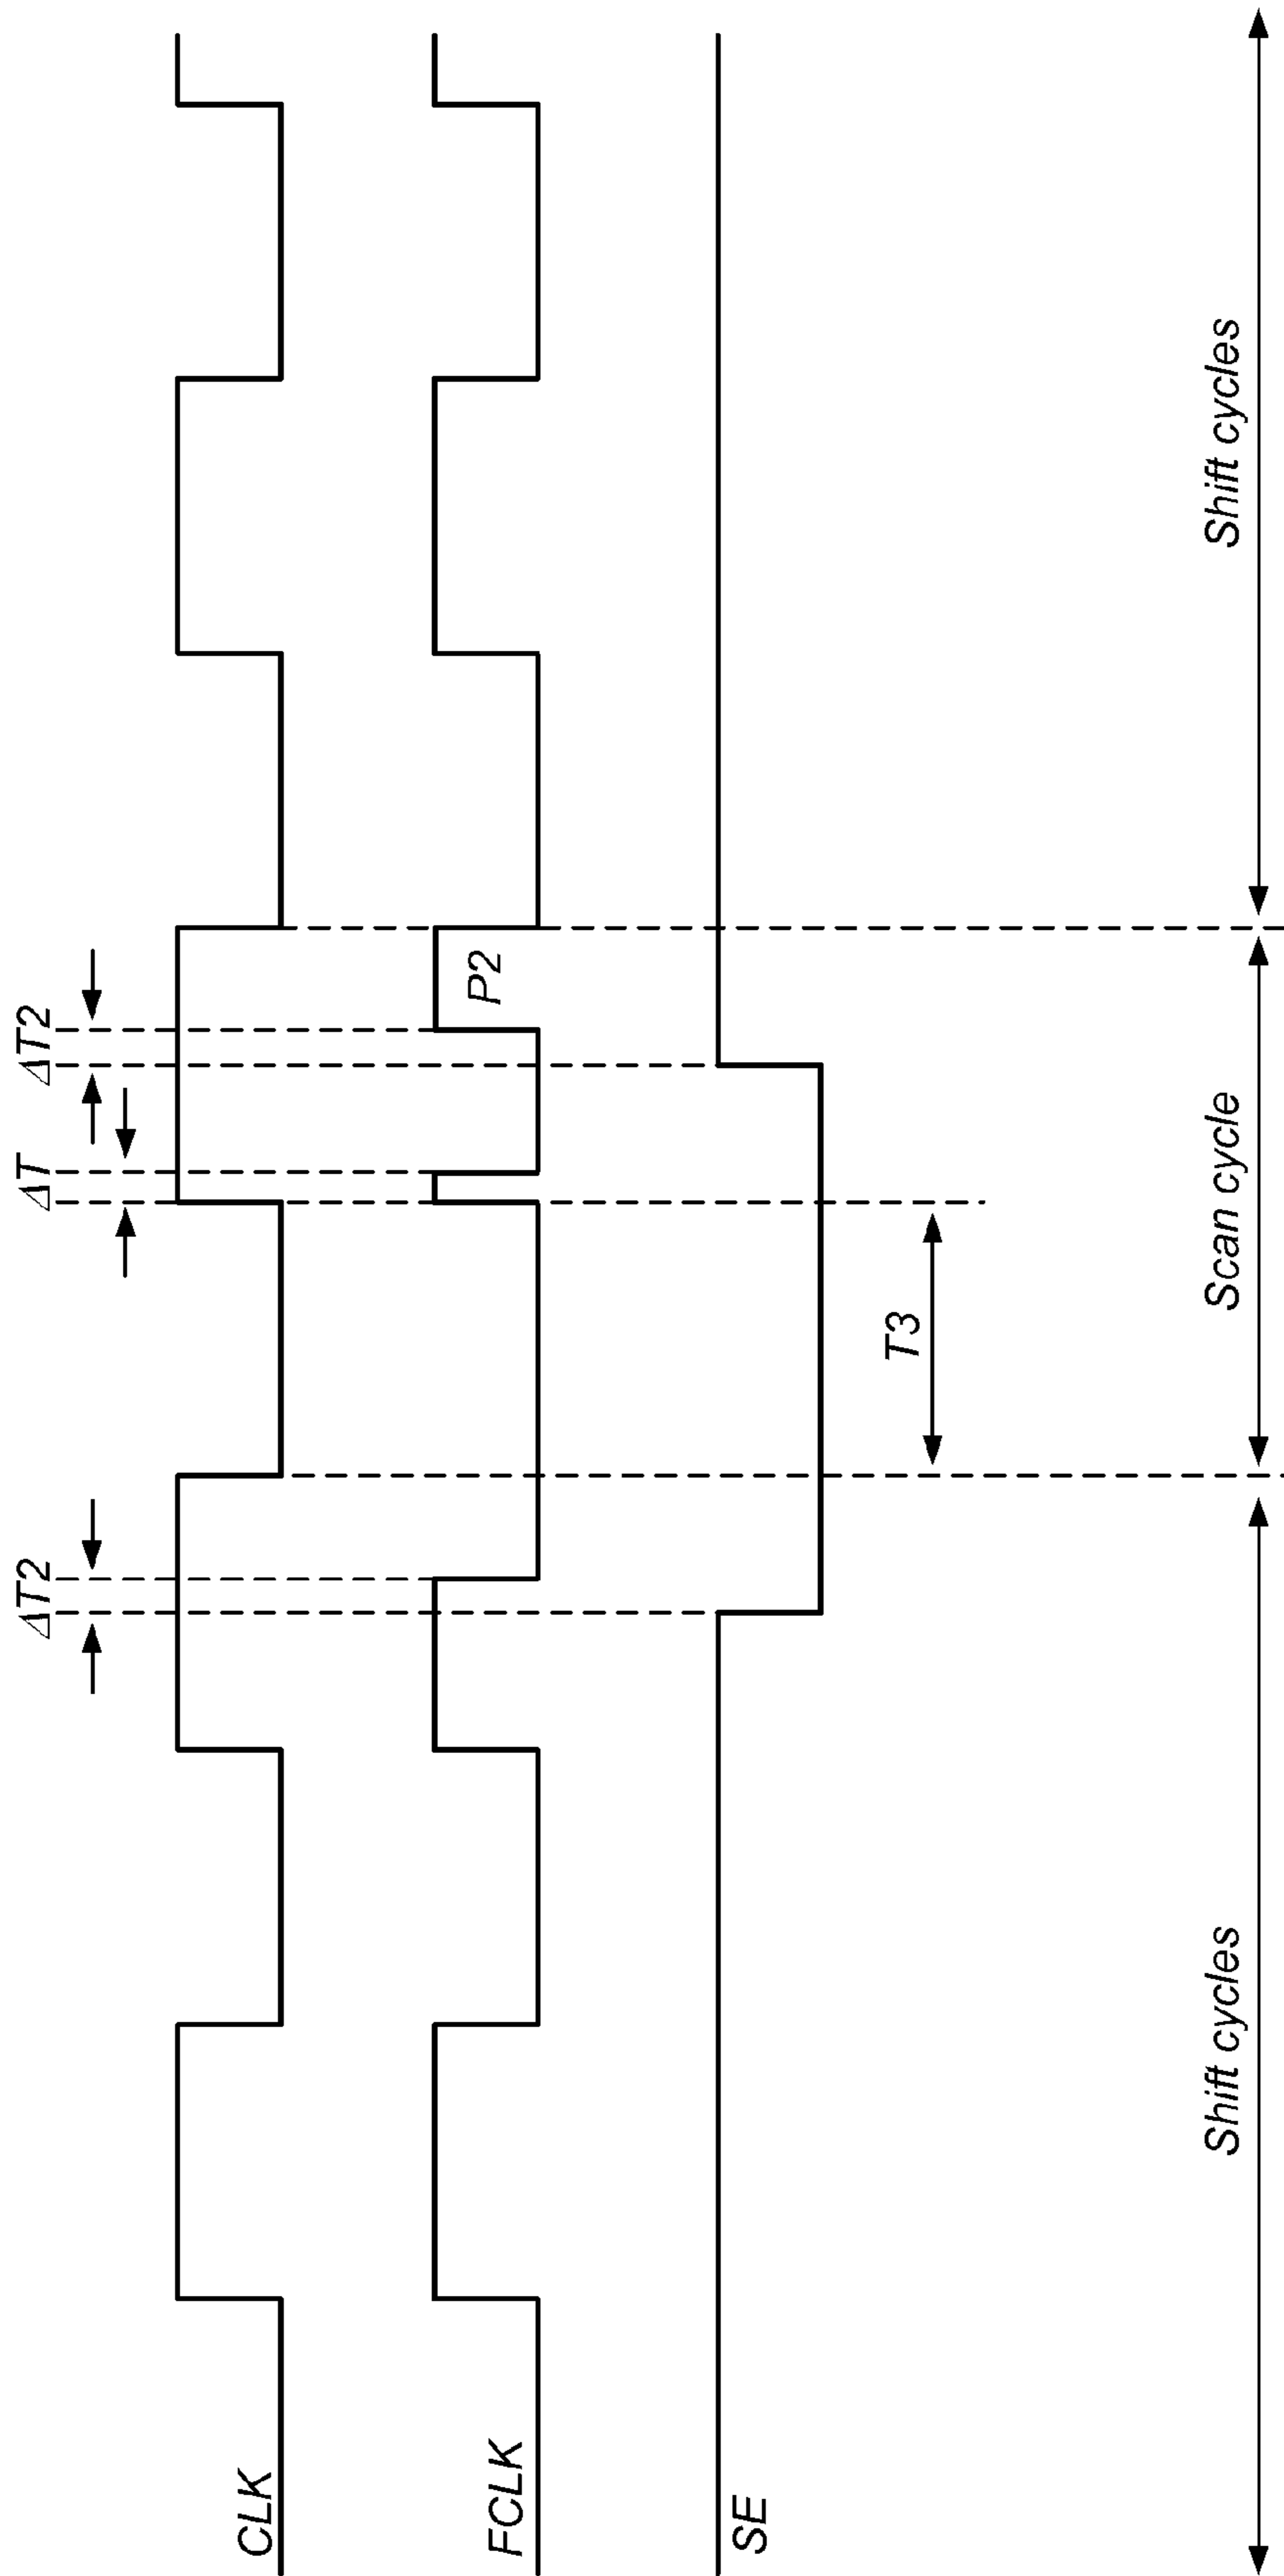 ΔT2
ΔT
ΔT2
CLK
FCLK
P2
SE
T3
Shift cycles
Scan cycle
Shift cycles